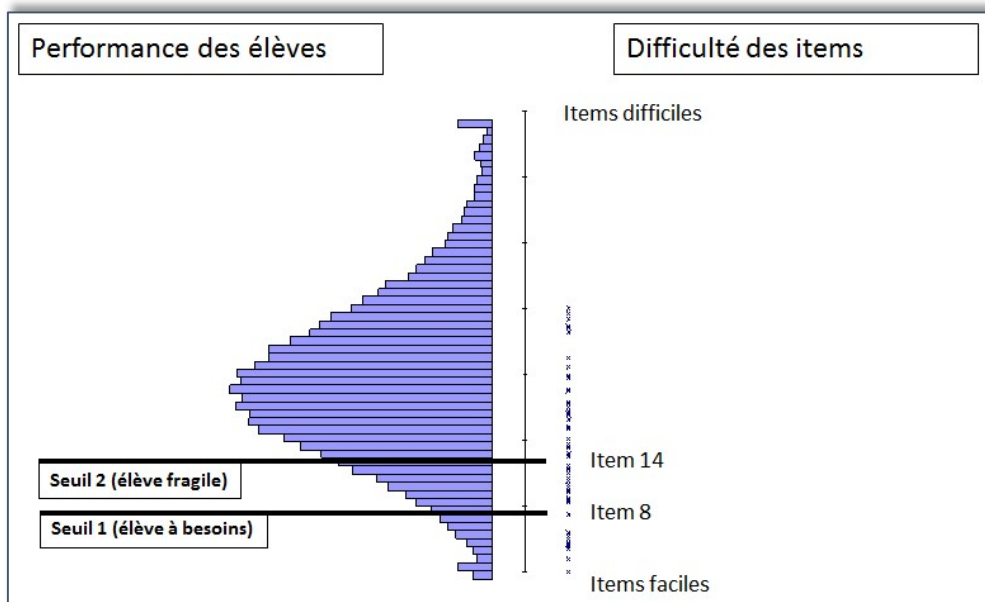 Performance des élèves
Difficulté des items
Items difficiles
Item 14
Seuil 2 (élève fragile)
Item 8
Seuil 1 (élève à besoins)
Items faciles